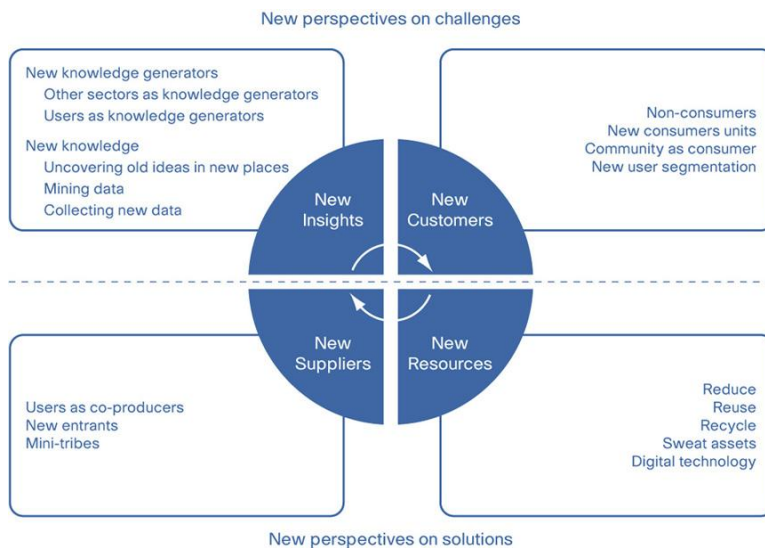 New perspectives on challenges
New knowledge generators
Other sectors as knowledge generators
Users as knowledge generators
New knowledge
Uncovering old ideas in new places
Mining data
Collecting new data
Non-consumers
New consumers units
Community as consumer
New user segmentation
New
Insights
New
Customers
New
Suppliers
New
Resources
Users as co-producers
New entrants
Mini-tribes
Reduce
Reuse
Recycle
Sweat assets
Digital technology
New perspectives on solutions